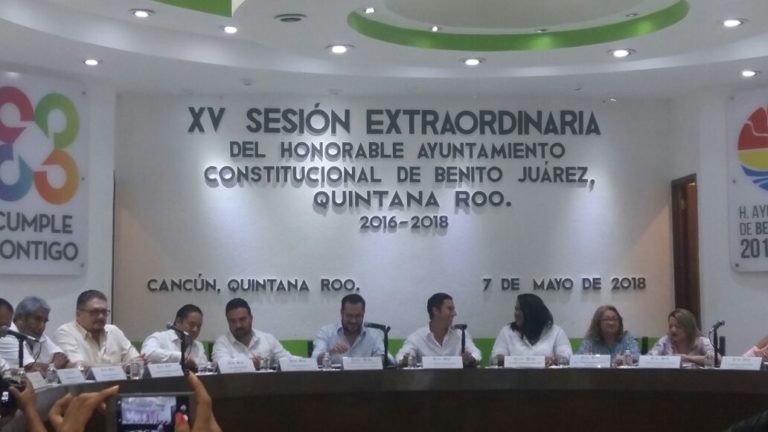 XV SESIÓN EXTRAORDINARIA
DEL HONORABLE AYUNTAMIENTO
CONSTITUCIONAL DE BENITO JUÁREZ,
QUINTANA ROO.
2016-2018
CANCÚN, QUINTANA ROO.
7 DE MAYO DE 2018
CUMPLE
CONTIGO
H. AYU
DE BE
201